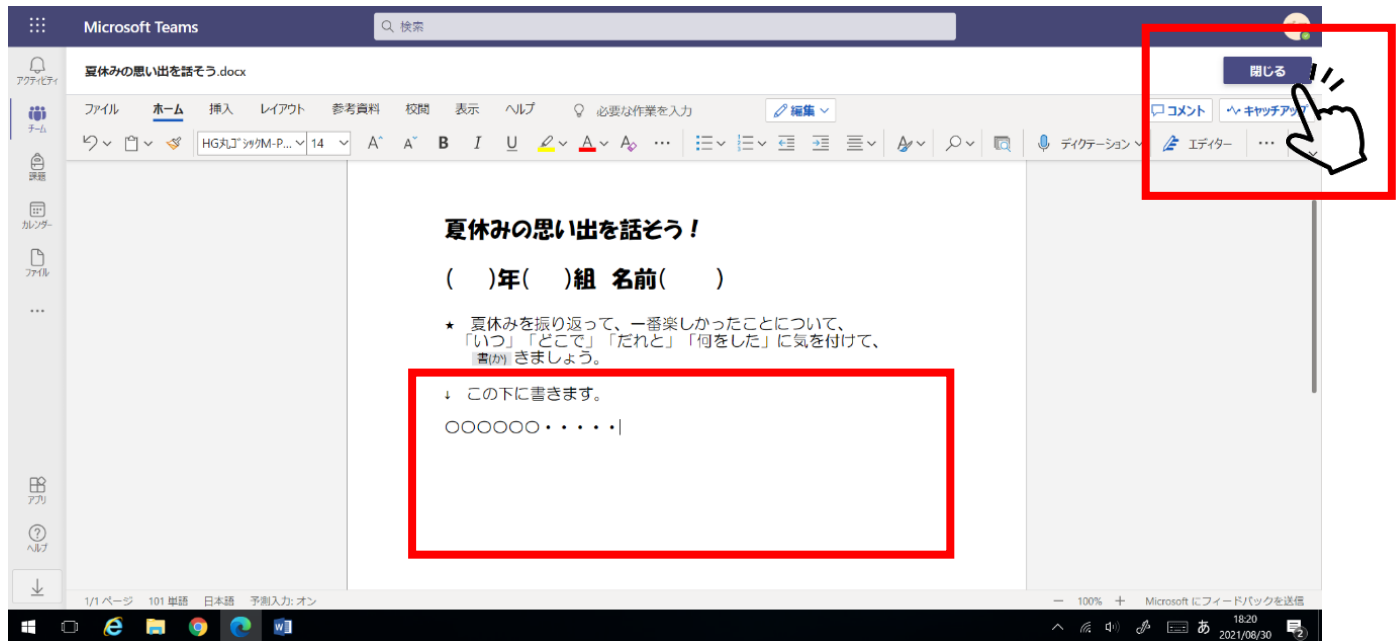 Microsoft Teams
検索
アクティビティ
夏休みの思い出を話そう.docx
閉じる
チーム
ファイル ホーム 挿入 レイアウト 参考資料 校閲 表示 ヘルプ 必要な作業を入力 編集 コメント キャッチアップ
HG丸ｺﾞｼｯｸM-P... 14 A A B I U A A ... ディクテーション エディター ...
課題
カレンダー
ファイル
...
夏休みの思い出を話そう！
(　)年(　)組 名前(　)
★ 夏休みを振り返って、一番楽しかったことについて、
「いつ」「どこで」「だれと」「何をした」に気を付けて、
書(か) きましょう。
↓ この下に書きます。
○○○○○○・・・・・
アプリ
ヘルプ
1/1 ページ 101 単語 日本語 予測入力: オン
100% Microsoft にフィードバックを送信
あ 18:20
2021/08/30
2